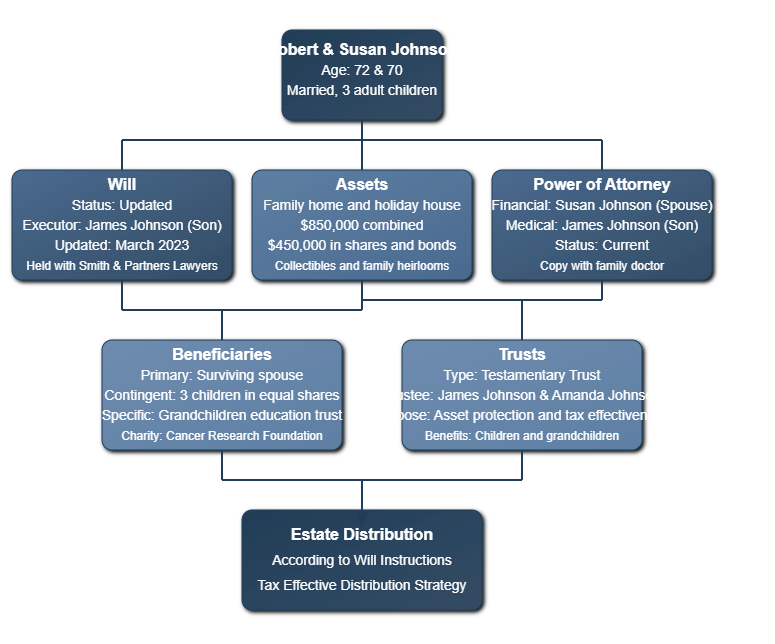 obert & Susan Johnso
Age: 72 & 70
Married, 3 adult children
Will
Status: Updated
Executor: James Johnson (Son)
Updated: March 2023
Held with Smith & Partners Lawyers
Assets
Family home and holiday house
$850,000 combined
$450,000 in shares and bonds
Collectibles and family heirlooms
Power of Attorney
Financial: Susan Johnson (Spouse)
Medical: James Johnson (Son)
Status: Current
Copy with family doctor
Beneficiaries
Primary: Surviving spouse
Contingent: 3 children in equal shares
Specific: Grandchildren education trust
Charity: Cancer Research Foundation
Trusts
Type: Testamentary Trust
ustee: James Johnson & Amanda Johns
pose: Asset protection and tax effectiven
Benefits: Children and grandchildren
Estate Distribution
According to Will Instructions
Tax Effective Distribution Strategy